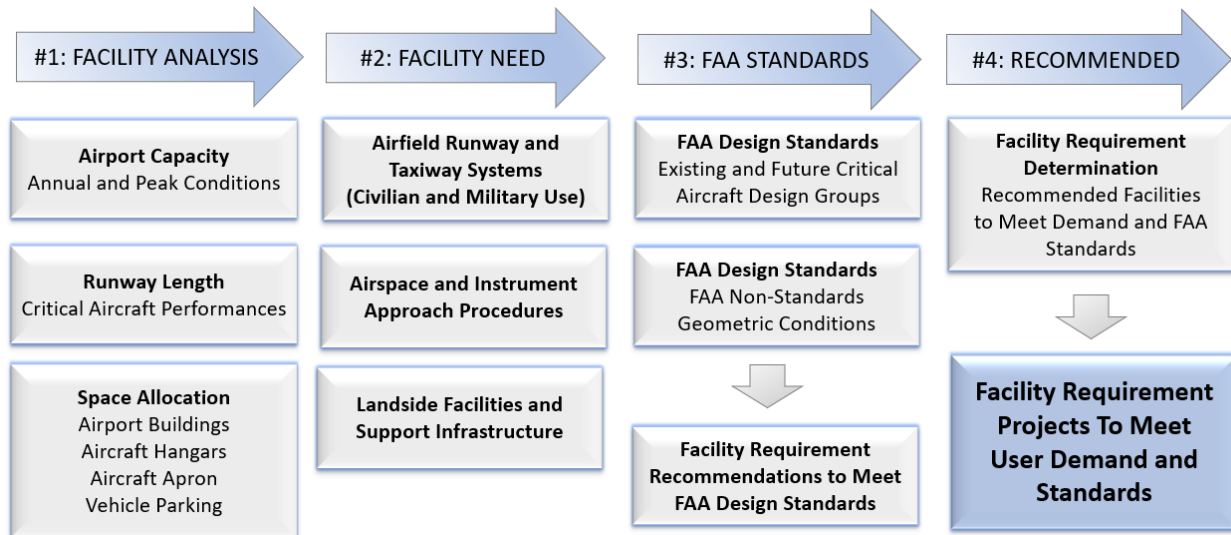 #1: FACILITY ANALYSIS
Airport Capacity
Annual and Peak Conditions
Runway Length
Critical Aircraft Performances
Space Allocation
Airport Buildings
Aircraft Hangars
Aircraft Apron
Vehicle Parking
#2: FACILITY NEED
Airfield Runway and
Taxiway Systems
(Civilian and Military Use)
Airspace and Instrument
Approach Procedures
Landside Facilities and
Support Infrastructure
#3: FAA STANDARDS
FAA Design Standards
Existing and Future Critical
Aircraft Design Groups
FAA Design Standards
FAA Non-Standards
Geometric Conditions
Facility Requirement
Recommendations to Meet
FAA Design Standards
#4: RECOMMENDED
Facility Requirement
Determination
Recommended Facilities
to Meet Demand and FAA
Standards
Facility Requirement
Projects To Meet
User Demand and
Standards